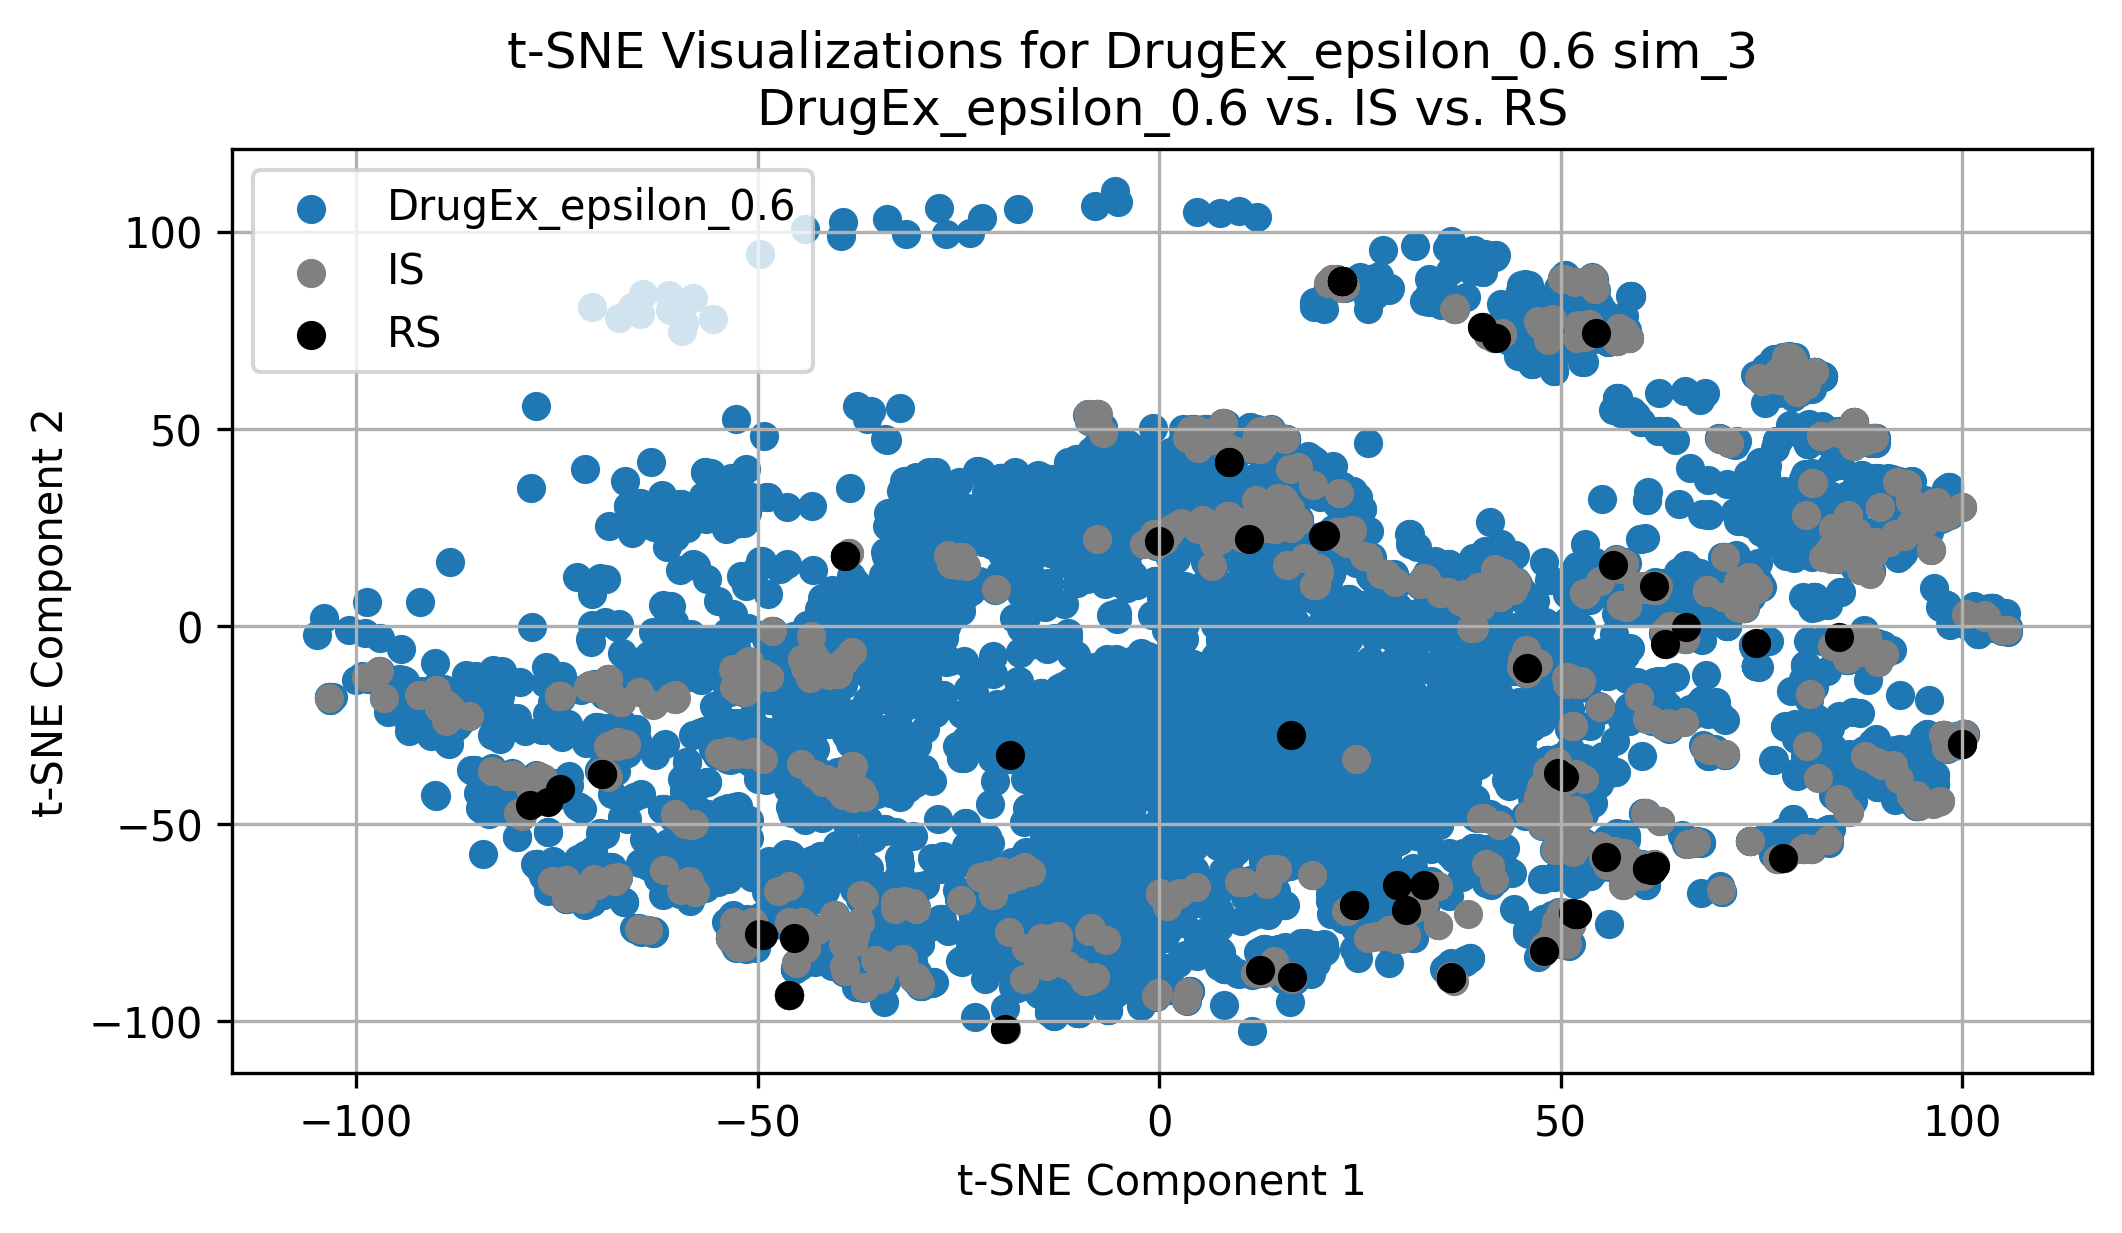 t-SNE Visualizations for DrugEx_epsilon_0.6 sim_3
DrugEx_epsilon_0.6 vs. IS vs. RS
DrugEx_epsilon_0.6
IS
RS
t-SNE Component 2
100
50
0
−50
−100
−100
−50
0
50
100
t-SNE Component 1